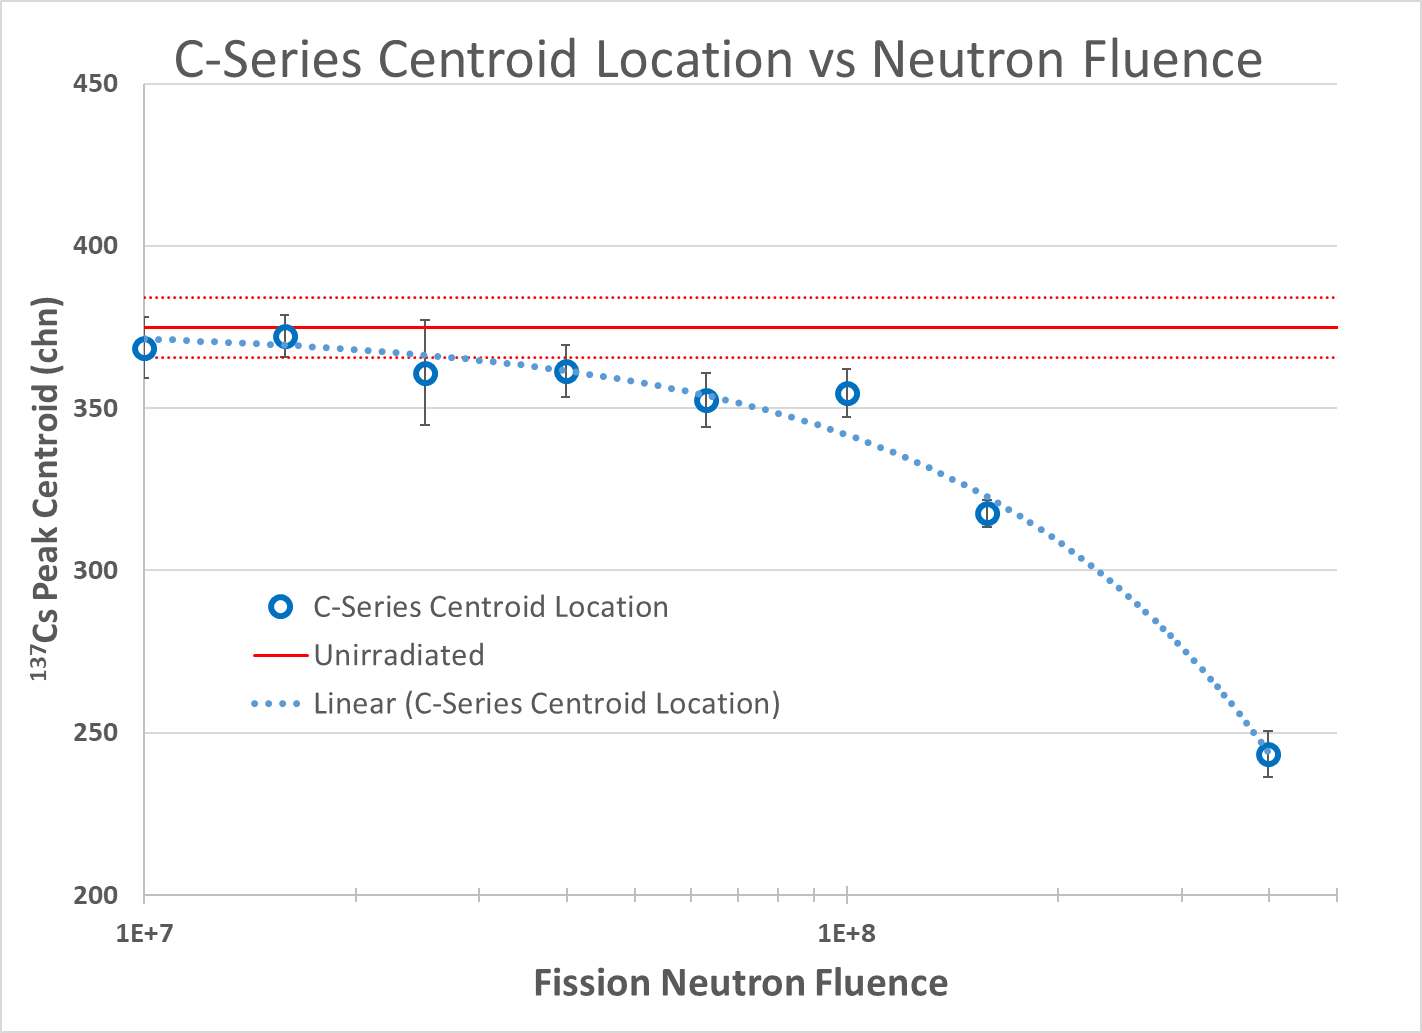 C-Series Centroid Location vs Neutron Fluence
450
400
350
300
250
200
¹³⁷Cs Peak Centroid (chn)
C-Series Centroid Location
Unirradiated
Linear (C-Series Centroid Location)
1E+7
1E+8
Fission Neutron Fluence